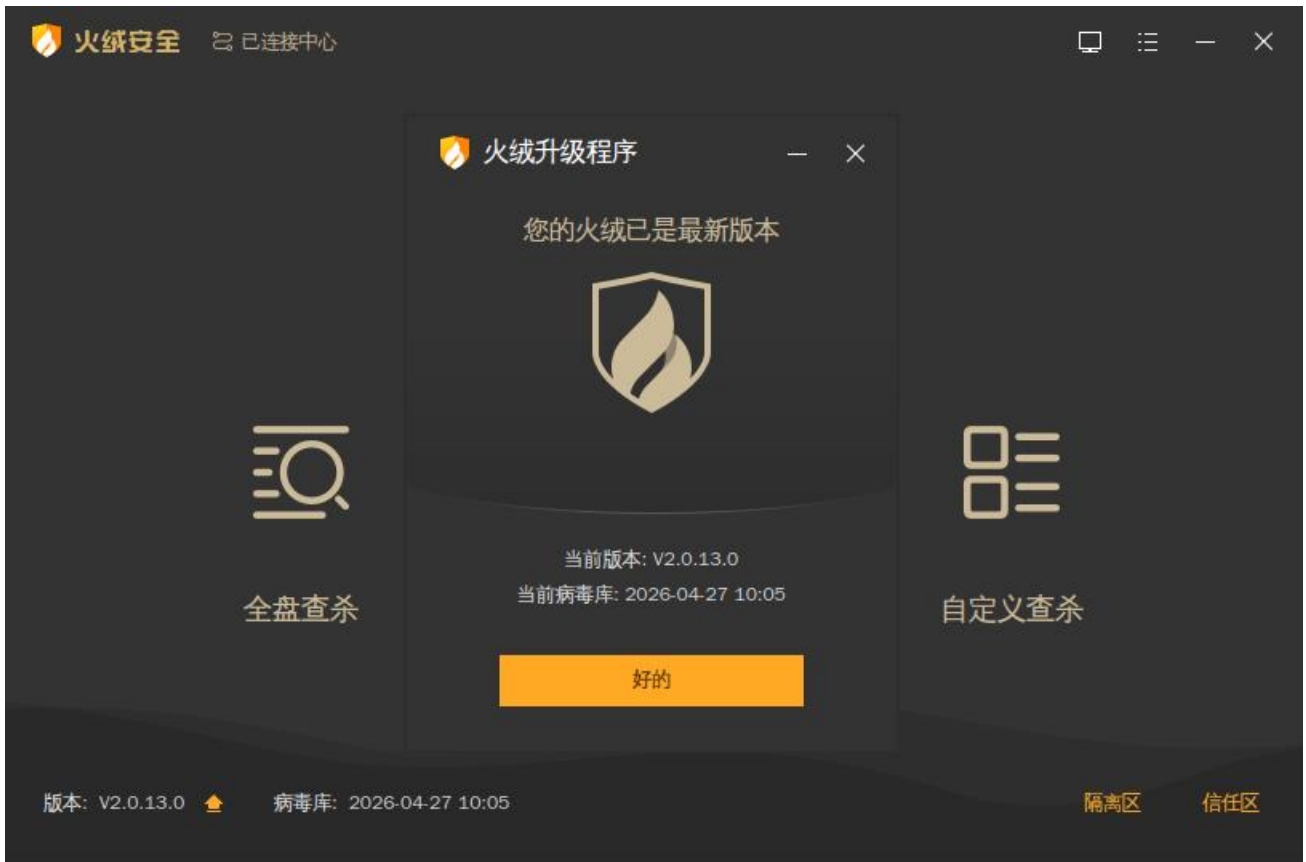 火绒安全 已连接中心
火绒升级程序
您的火绒已是最新版本
当前版本: V2.0.13.0
当前病毒库: 2026-04-27 10:05
全盘查杀
自定义查杀
好的
版本: V2.0.13.0 病毒库: 2026-04-27 10:05 隔离区 信任区